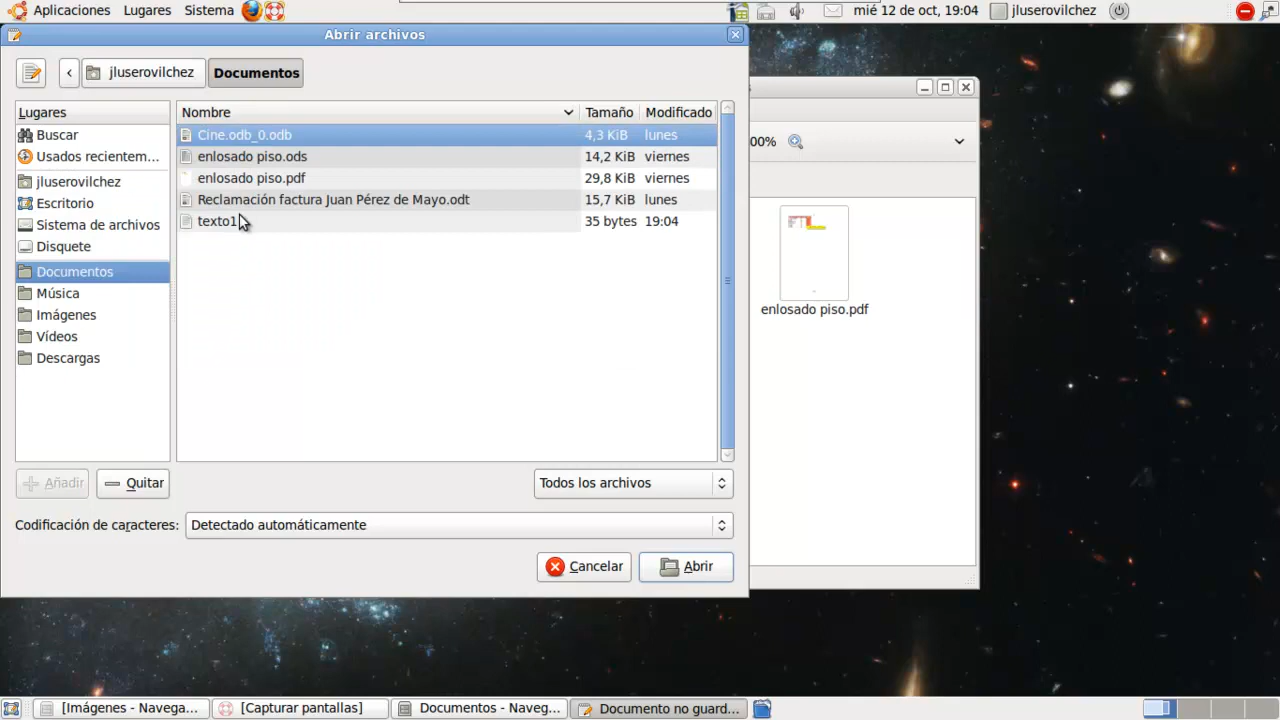 Aplicaciones Lugares Sistema mié 12 de oct, 19:04 jluserovilchez
Abrir archivos
jluserovilchez Documentos
Lugares Nombre Tamaño Modificado
Buscar Cine.odb_0.odb 4,3 KiB lunes
Usados recientem... enlosado piso.ods 14,2 KiB viernes
enlosado piso.pdf 29,8 KiB viernes
jluserovilchez
Escritorio Reclamación factura Juan Pérez de Mayo.odt 15,7 KiB lunes
Sistema de archivos texto1 35 bytes 19:04
Disquete
Documentos
Música
Imágenes
Vídeos
Descargas
00%
enlosado piso.pdf
Añadir Quitar Todos los archivos
Codificación de caracteres: Detectado automáticamente
Cancelar Abrir
[Imágenes - Navega... [Capturar pantallas] Documentos - Naveg... Documento no guard...